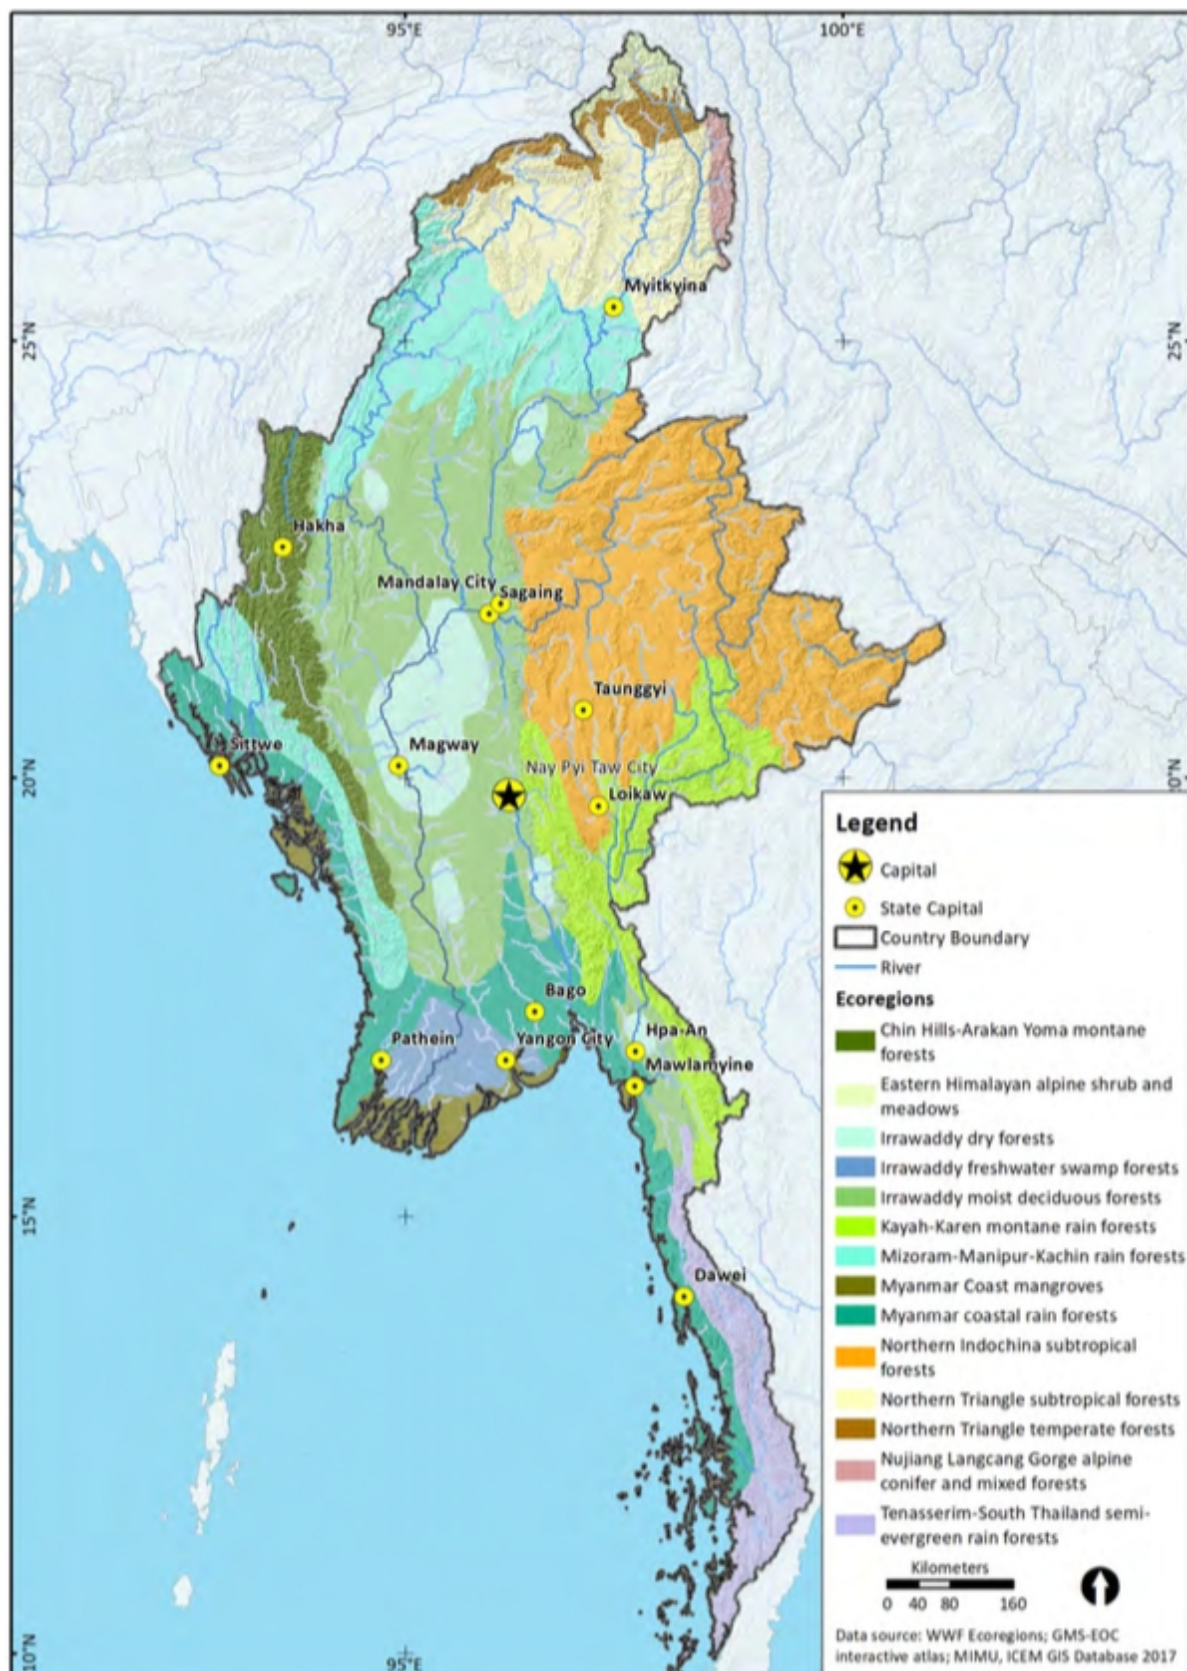 95°E
100°E
Myitkyina
25°N
25°N
Hakha
Mandalay City
Sagaing
Taunggyi
Sittwe
Magway
Nay Pyi Taw City
20°N
20°N
Loikaw
Legend
Capital
State Capital
Country Boundary
River
Ecoregions
Bago
Chin Hills-Arakan Yoma montane
forests
Pathein
Yangon City
Hpa-An
Mawlamyine
Eastern Himalayan alpine shrub and
meadows
Irrawaddy dry forests
Irrawaddy freshwater swamp forests
Irrawaddy moist deciduous forests
15°N
Kayah-Karen montane rain forests
Mizoram-Manipur-Kachin rain forests
Dawei
Myanmar Coast mangroves
Myanmar coastal rain forests
Northern Indochina subtropical
forests
Northern Triangle subtropical forests
Northern Triangle temperate forests
Nujiang Langcang Gorge alpine
conifer and mixed forests
Tenasserim-South Thailand semi-
evergreen rain forests
Kilometers
0 40 80 160
Data source: WWF Ecoregions; GMS-EOC
interactive atlas; MIMU, ICEM GIS Database 2017
10°N
95°E